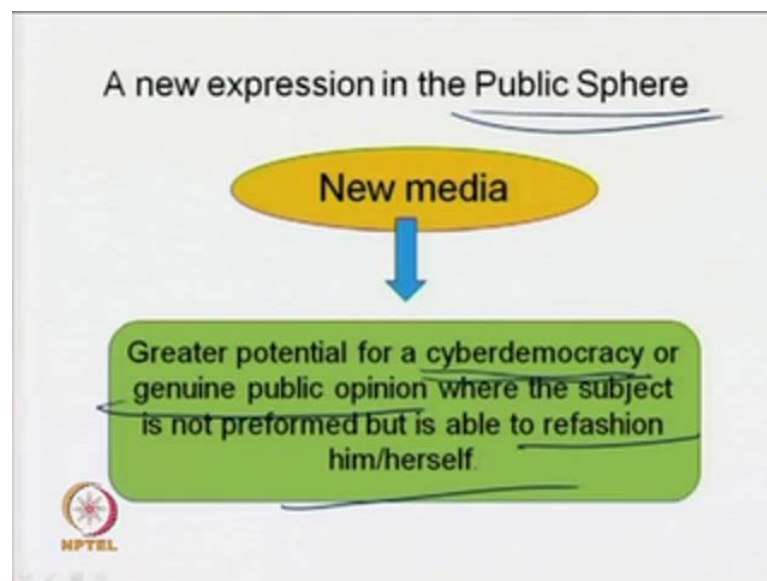 A new expression in the Public Sphere
New media
Greater potential for a cyberdemocracy or
genuine public opinion where the subject
is not preformed but is able to refashion
him/herself.
NPTEL